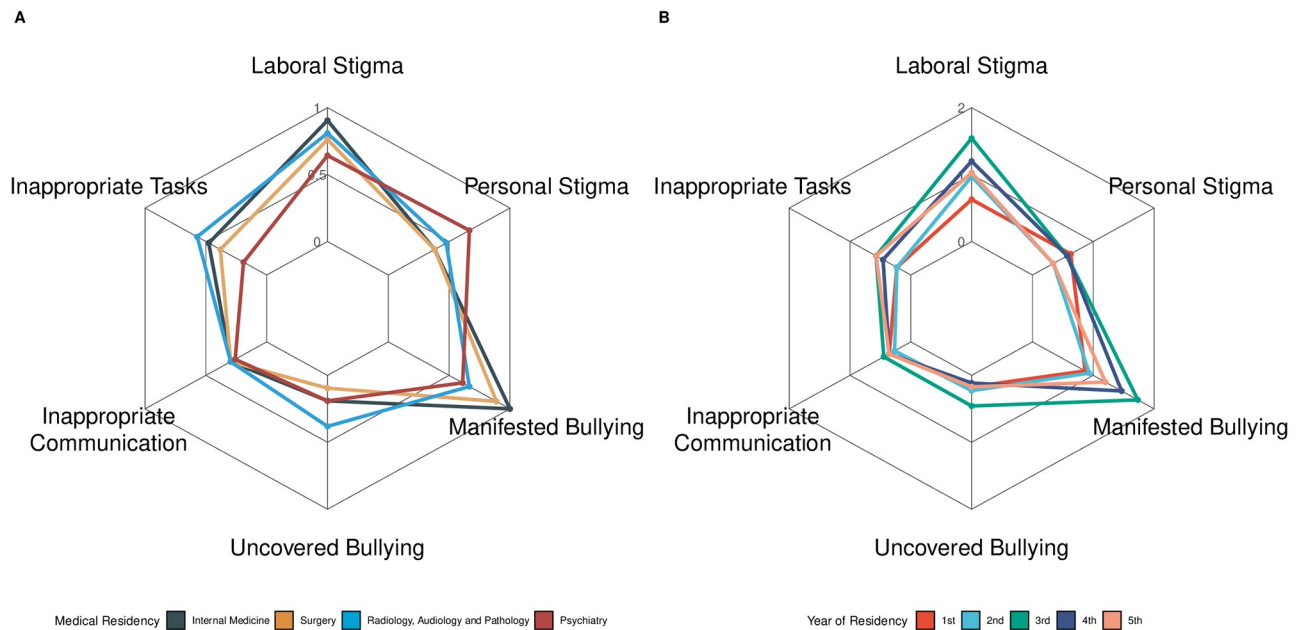 A
B
Laboral Stigma
Laboral Stigma
1
2
0.5
1
Inappropriate Tasks
Personal Stigma
Inappropriate Tasks
Personal Stigma
0
0
Inappropriate
Communication
Manifested Bullying
Inappropriate
Communication
Manifested Bullying
Uncovered Bullying
Uncovered Bullying
Medical Residency Internal Medicine Surgery Radiology, Audiology and Pathology Psychiatry
Year of Residency 1st 2nd 3rd 4th 5th